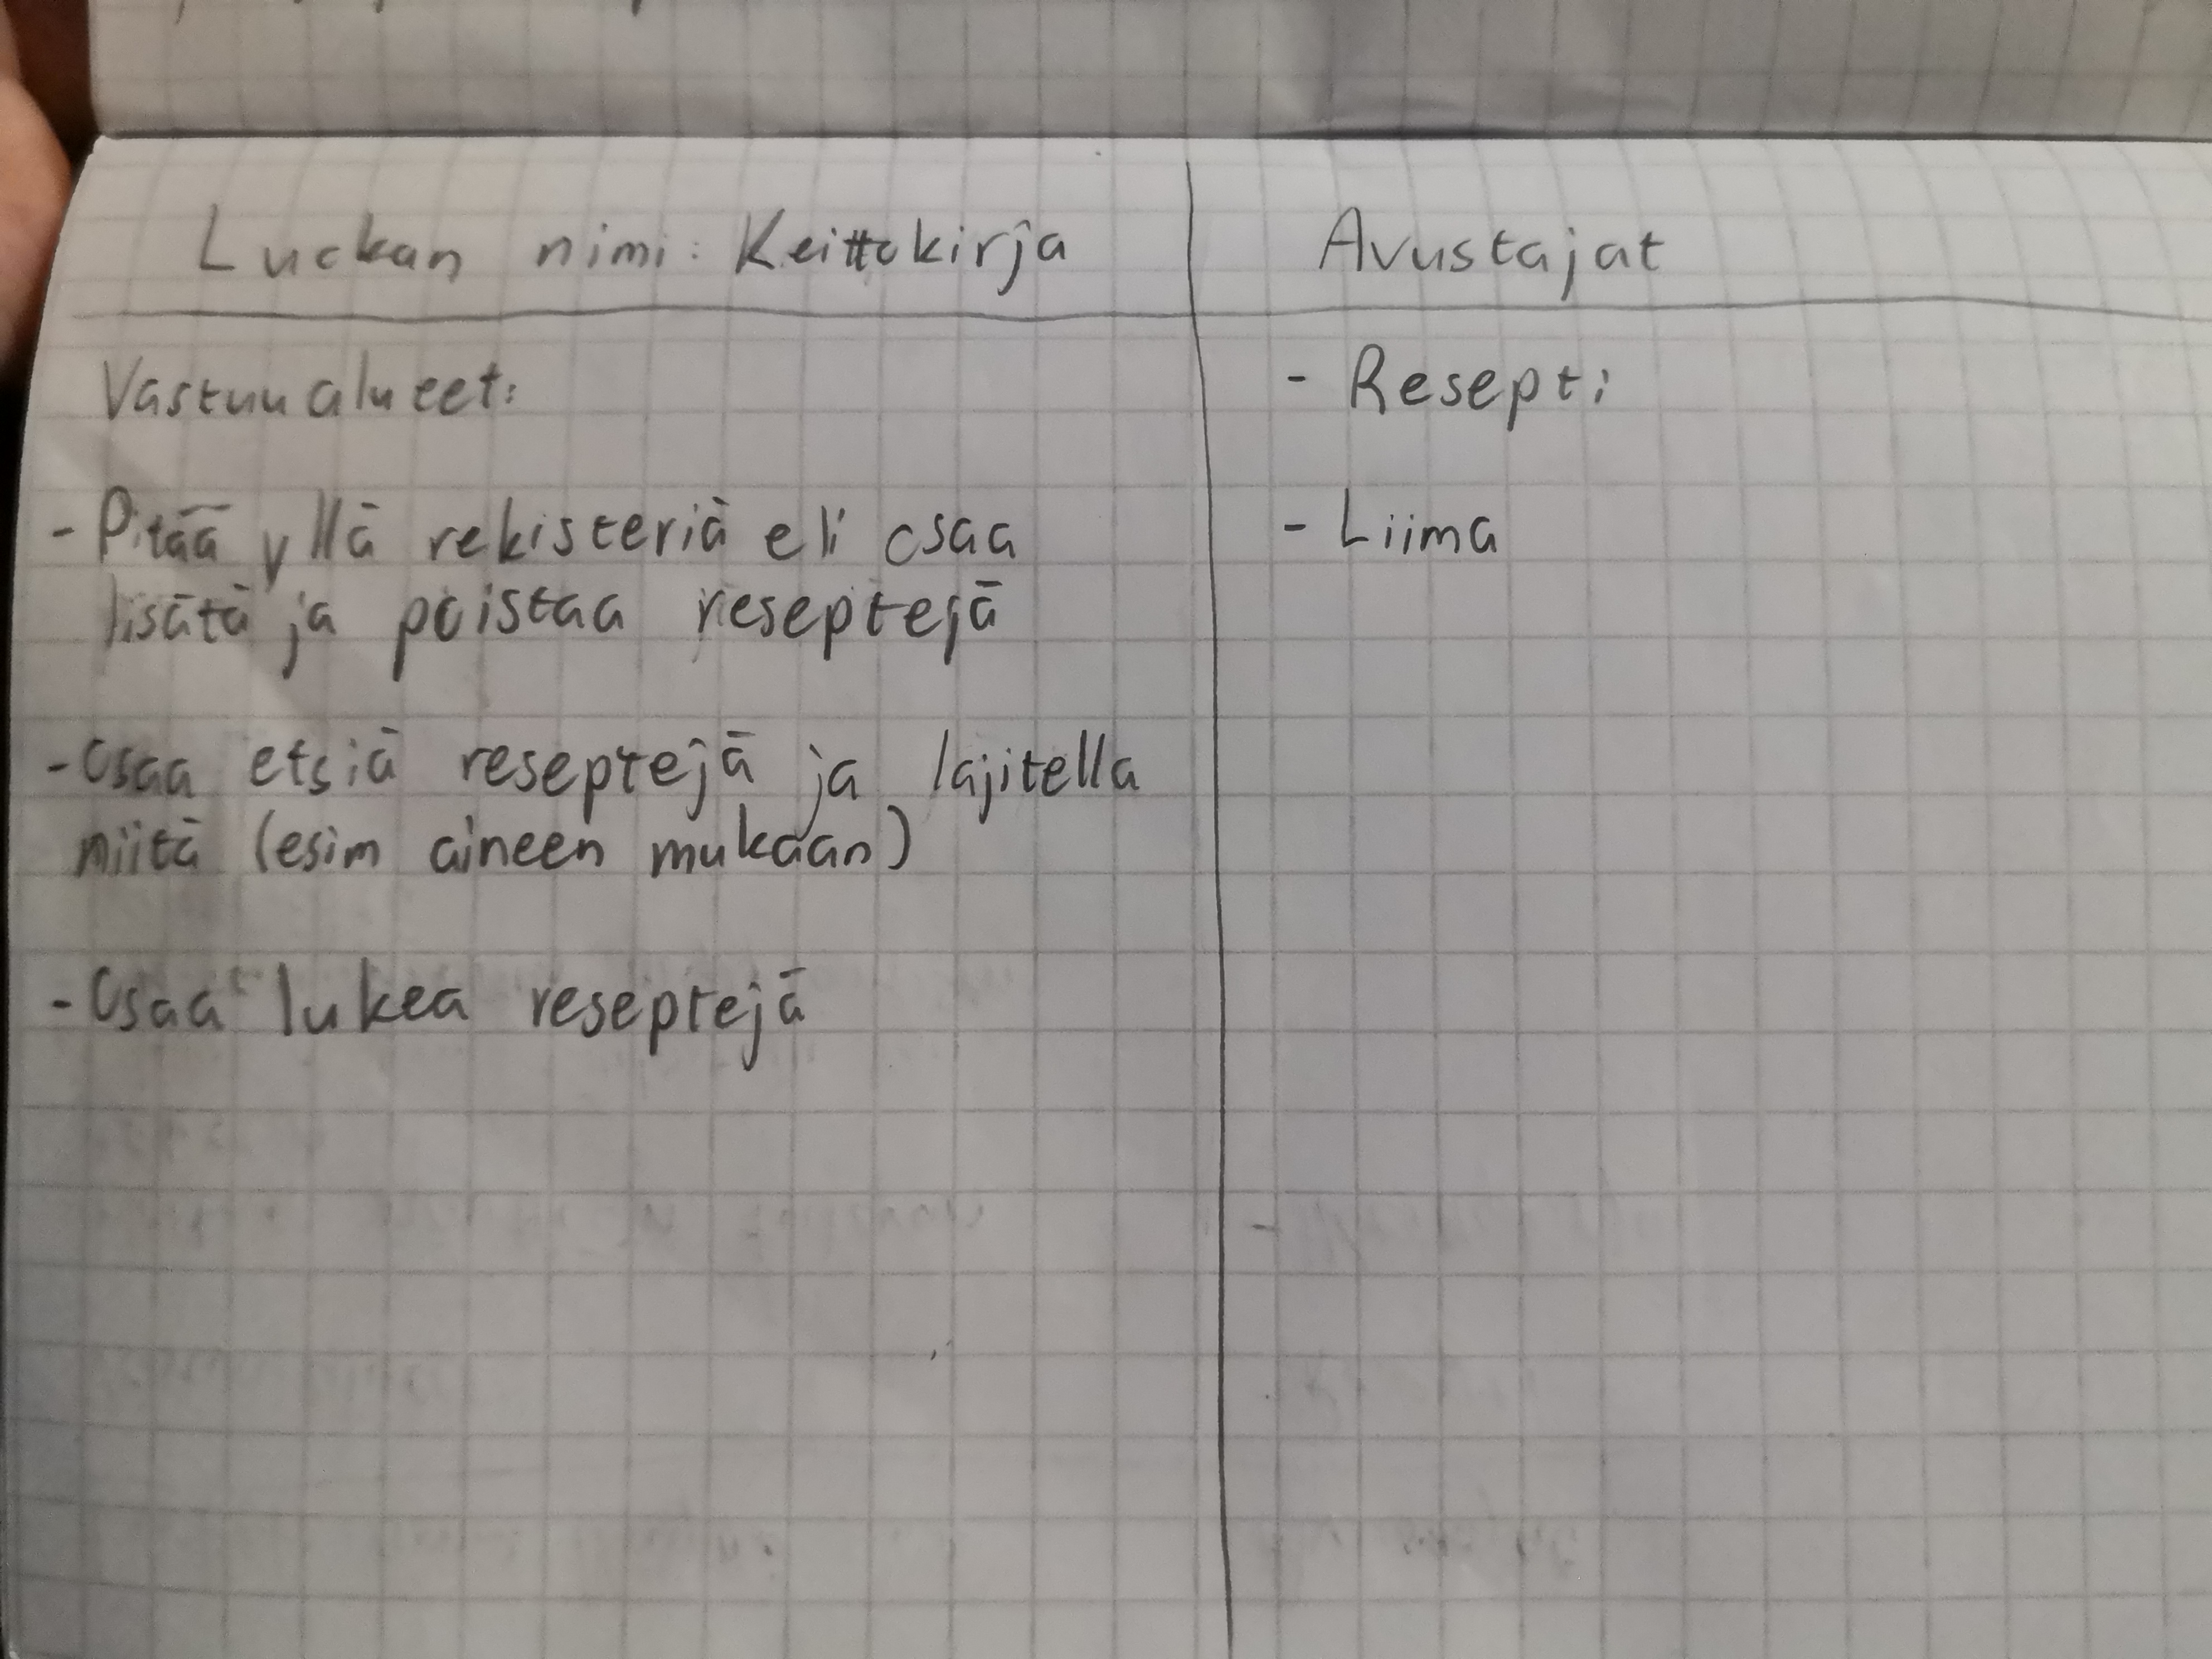 Luokan nimi: Keittokirja
Avustajat
Vastuualueet:
- Resepti
- Pitää yllä rekisteriä eli osaa
lisätä ja poistaa reseptejä
- Liima
- Osaa etsiä reseptejä ja lajitella
niitä (esim aineen mukaan)
- Osaa lukea reseptejä